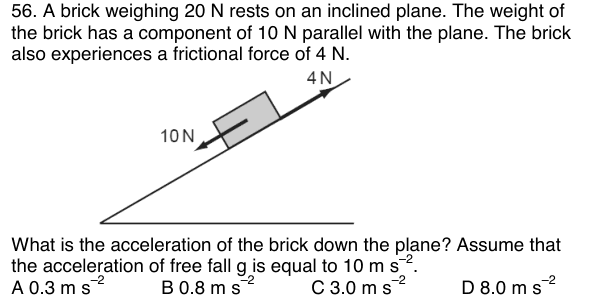 56. A brick weighing 20 N rests on an inclined plane. The weight of
the brick has a component of 10 N parallel with the plane. The brick
also experiences a frictional force of 4 N.
4 N
10 N
What is the acceleration of the brick down the plane? Assume that
the acceleration of free fall g is equal to 10 m s⁻².
A 0.3 m s⁻² B 0.8 m s⁻² C 3.0 m s⁻² D 8.0 m s⁻²